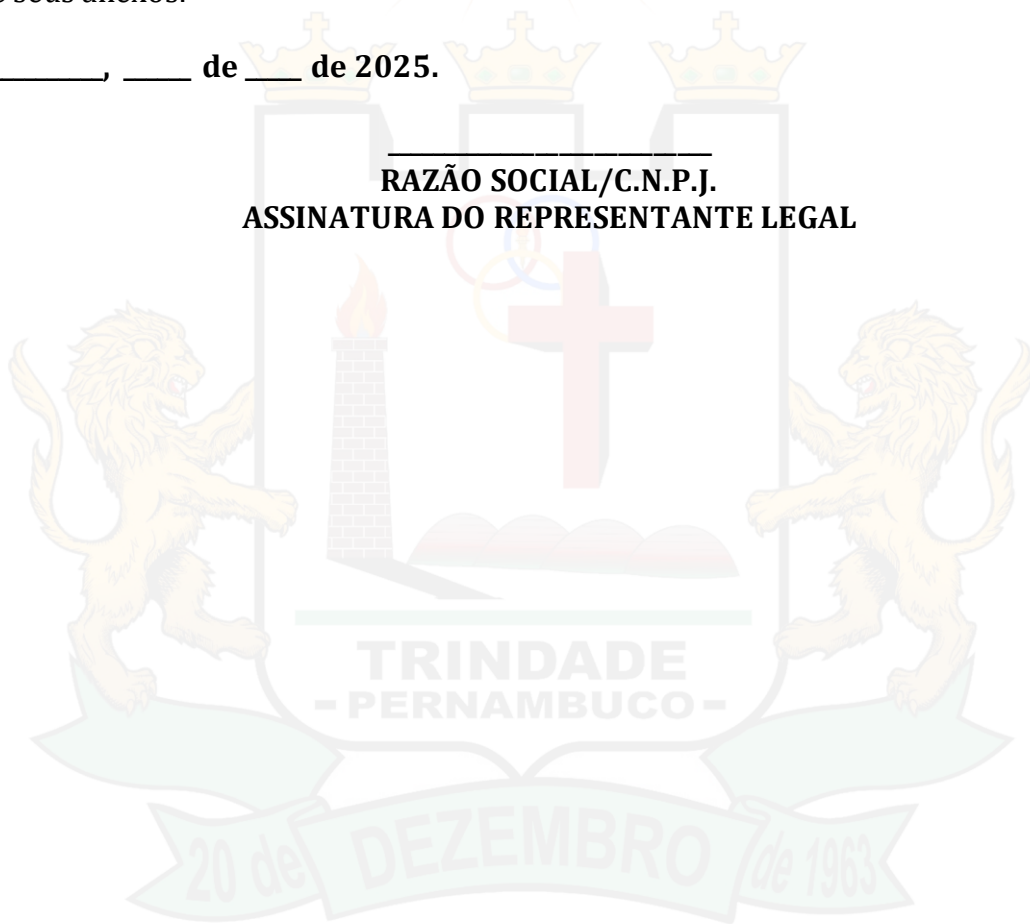 seus anexos.
________, _____ de ____ de 2025.
________________________
RAZÃO SOCIAL/C.N.P.J.
ASSINATURA DO REPRESENTANTE LEGAL
TRINDADE
- PERNAMBUCO -
20 de DEZEMBRO de 1963